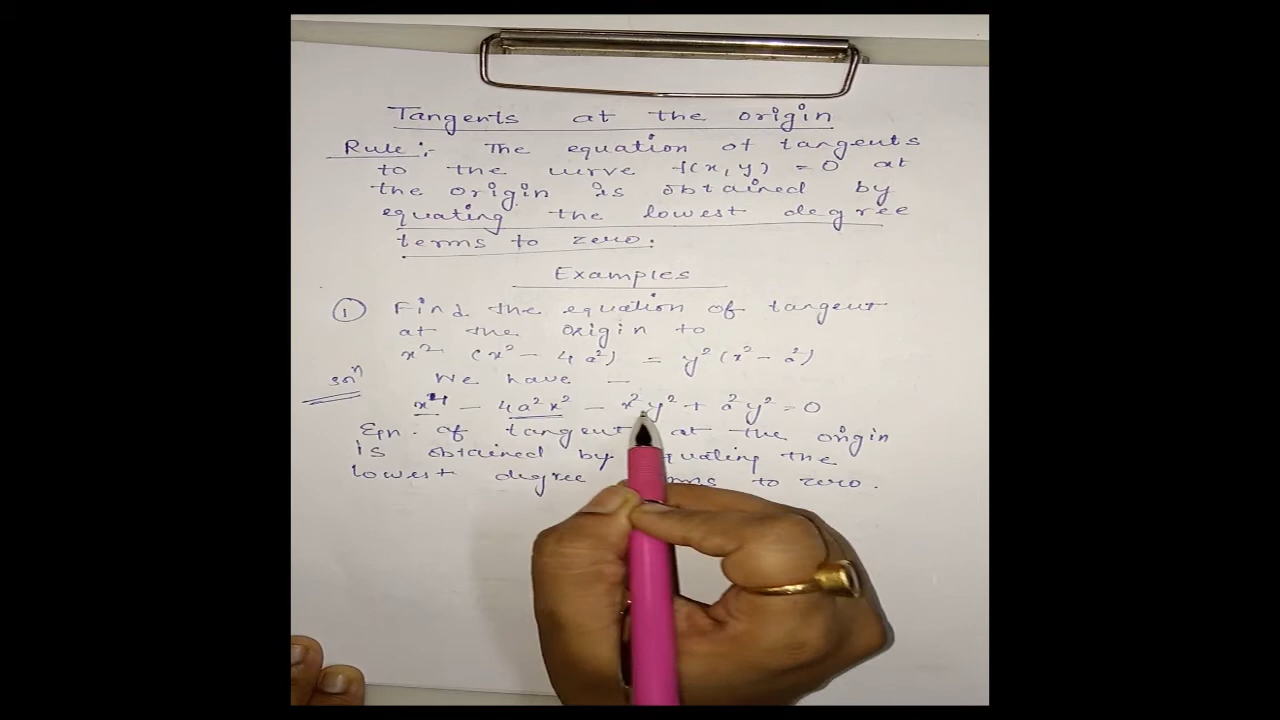 Tangents at the origin
Rule:- The equation of tangents
to the curve f(x,y) = 0 at
the origin is obtained by
equating the lowest degree
terms to zero.
Examples
① Find the equation of tangent
at the origin to
x² (x² - 4a²) = y² (x² - a²)
Solⁿ We have —
x⁴ - 4a²x² - x²y² + a²y² = 0
Eqn. of tangent at the origin
is obtained by equating the
lowest degree to zero.